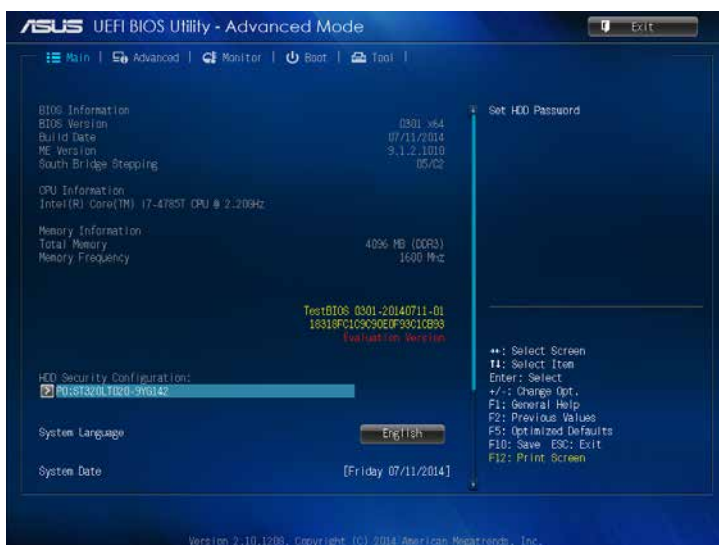 ASUS UEFI BIOS Utility - Advanced Mode
Exit
Main | Advanced | Monitor | Boot | Tool |
BIOS Information
BIOS Version 0301 x64
Build Date 07/11/2014
ME Version 9.1.2.1010
South Bridge Stepping 05/C2
CPU Information
Intel(R) Core(TM) i7-4785T CPU @ 2.20GHz
Memory Information
Total Memory 4096 MB (DDR3)
Memory Frequency 1600 Mhz
TestBIOS 0301-20140711-01
18318FC1C9C90E0F93C1CB93
Evaluation Version
HDD Security Configuration:
P0:ST320LT020-9YG142
System Language English
System Date [Friday 07/11/2014]
Set HDD Password
↔: Select Screen
↑↓: Select Item
Enter: Select
+/-: Change Opt.
F1: General Help
F2: Previous Values
F5: Optimized Defaults
F10: Save ESC: Exit
F12: Print Screen
Version 2.10.1208. Copyright (C) 2014 American Megatrends, Inc.